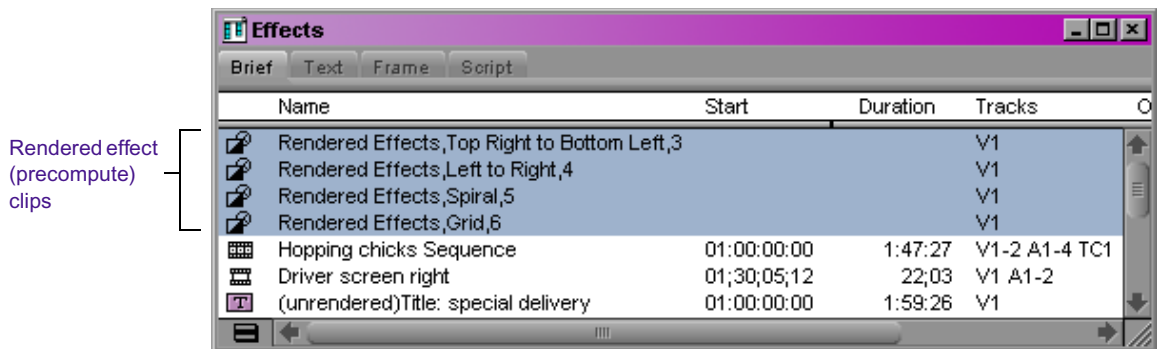 Effects
Brief Text Frame Script
Name Start Duration Tracks O
Rendered effect
(precompute)
clips
Rendered Effects,Top Right to Bottom Left,3 V1
Rendered Effects,Left to Right,4 V1
Rendered Effects,Spiral,5 V1
Rendered Effects,Grid,6 V1
Hopping chicks Sequence 01:00:00:00 1:47:27 V1-2 A1-4 TC1
Driver screen right 01;30;05;12 22;03 V1 A1-2
T (unrendered)Title: special delivery 01:00:00:00 1:59:26 V1